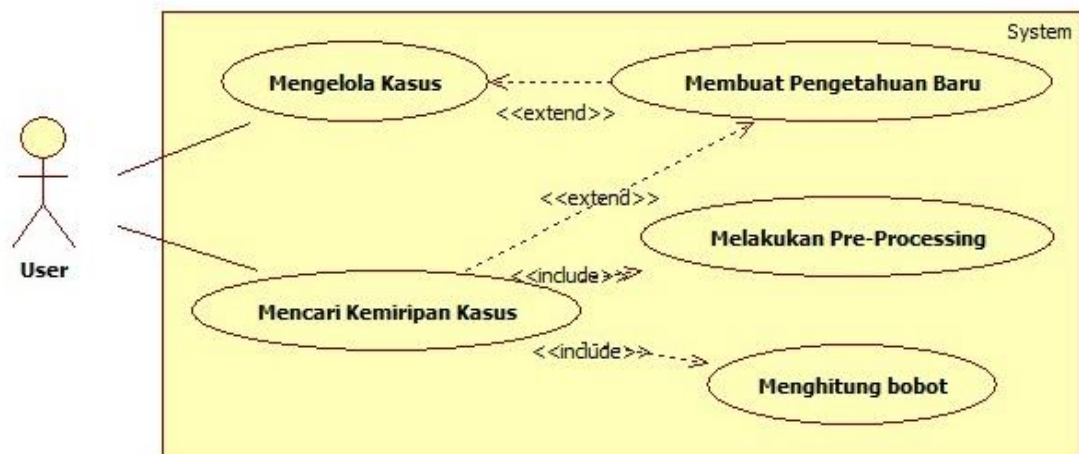 System
Mengelola Kasus
Membuat Pengetahuan Baru
<<extend>>
<<extend>>
Melakukan Pre-Processing
User
<<include>>
Mencari Kemiripan Kasus
<<include>>
Menghitung bobot